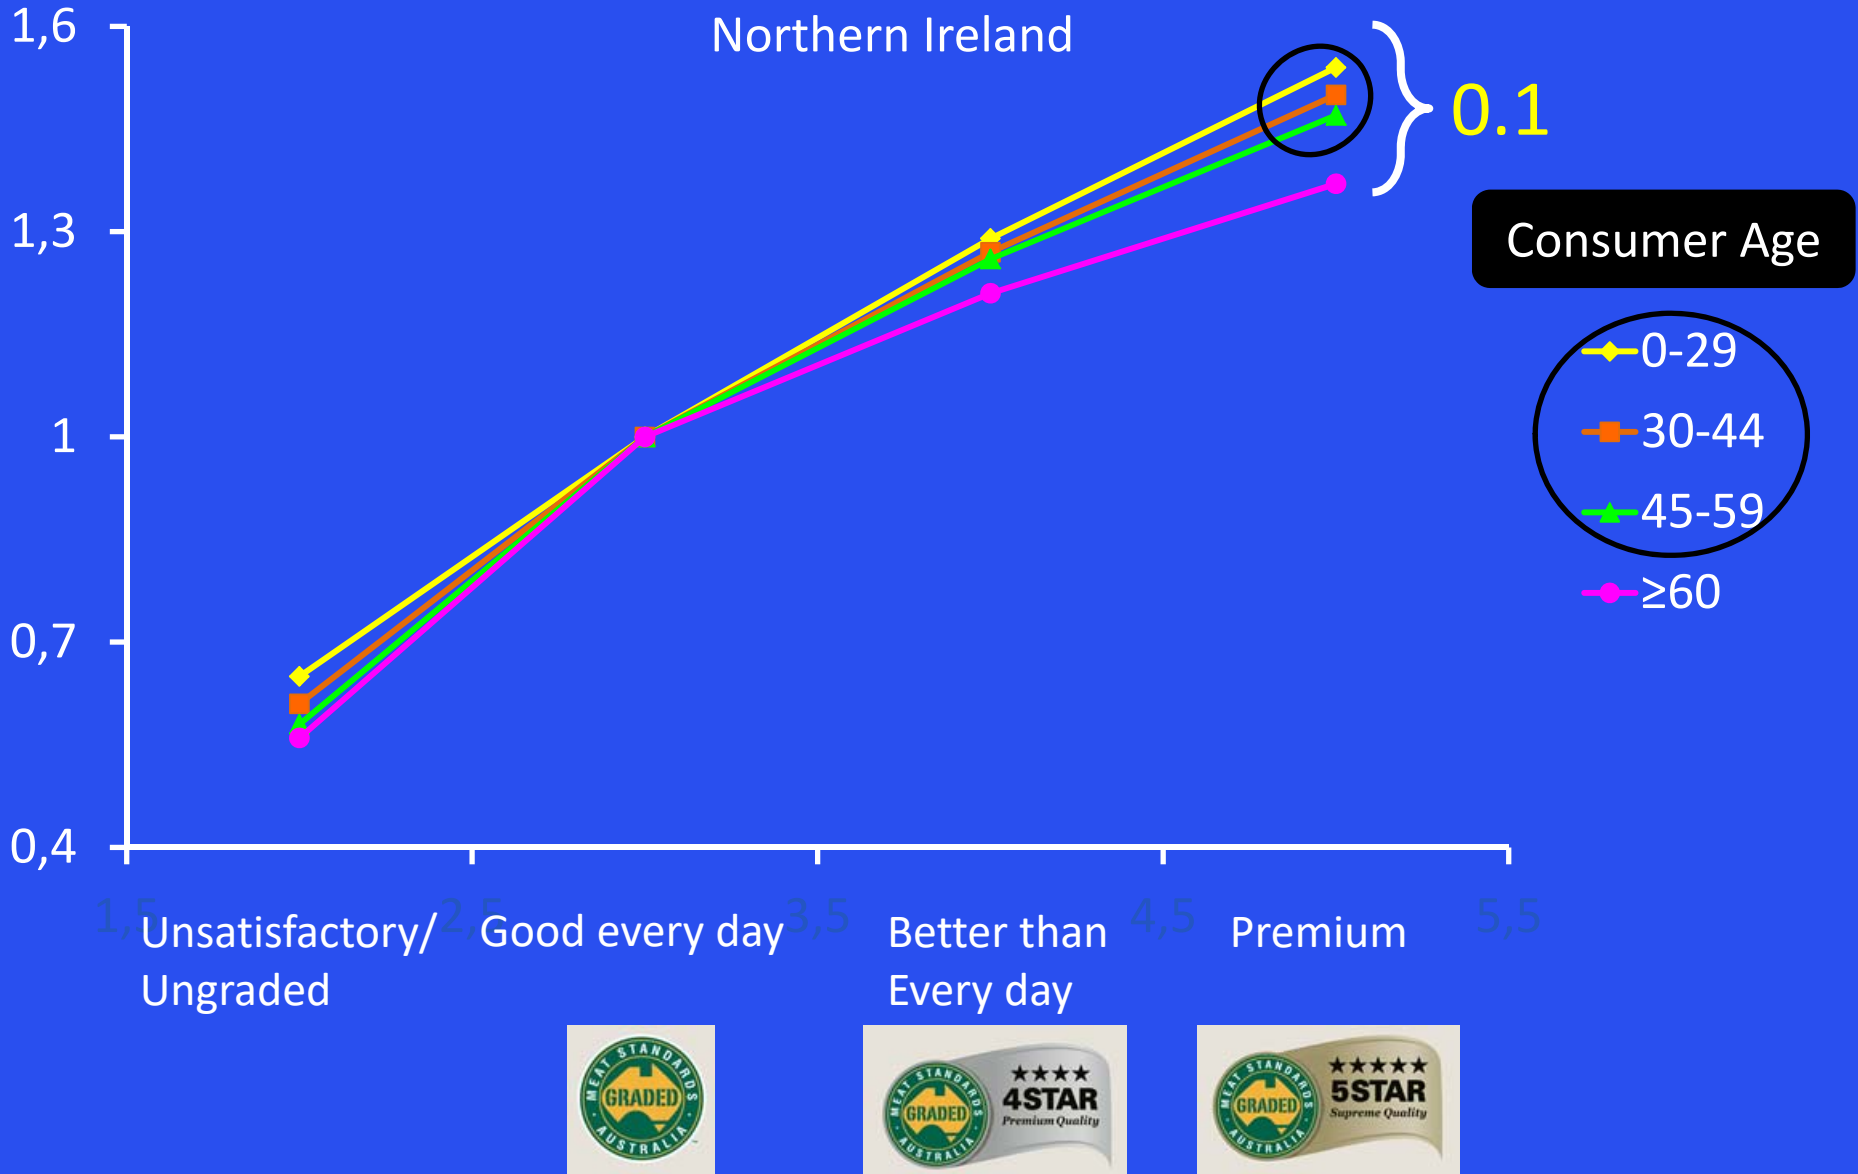 Northern Ireland
1,6
1,3
1
0,7
0,4
0.1
Consumer Age
0-29
30-44
45-59
≥60
1,5
2,5
3,5
4,5
5,5
Unsatisfactory/
Ungraded
Good every day
Better than
Every day
Premium
MEAT STANDARDS
GRADED
AUSTRALIA
MEAT STANDARDS
GRADED
AUSTRALIA
★★★★
4STAR
Premium Quality
MEAT STANDARDS
GRADED
AUSTRALIA
★★★★★
5STAR
Supreme Quality